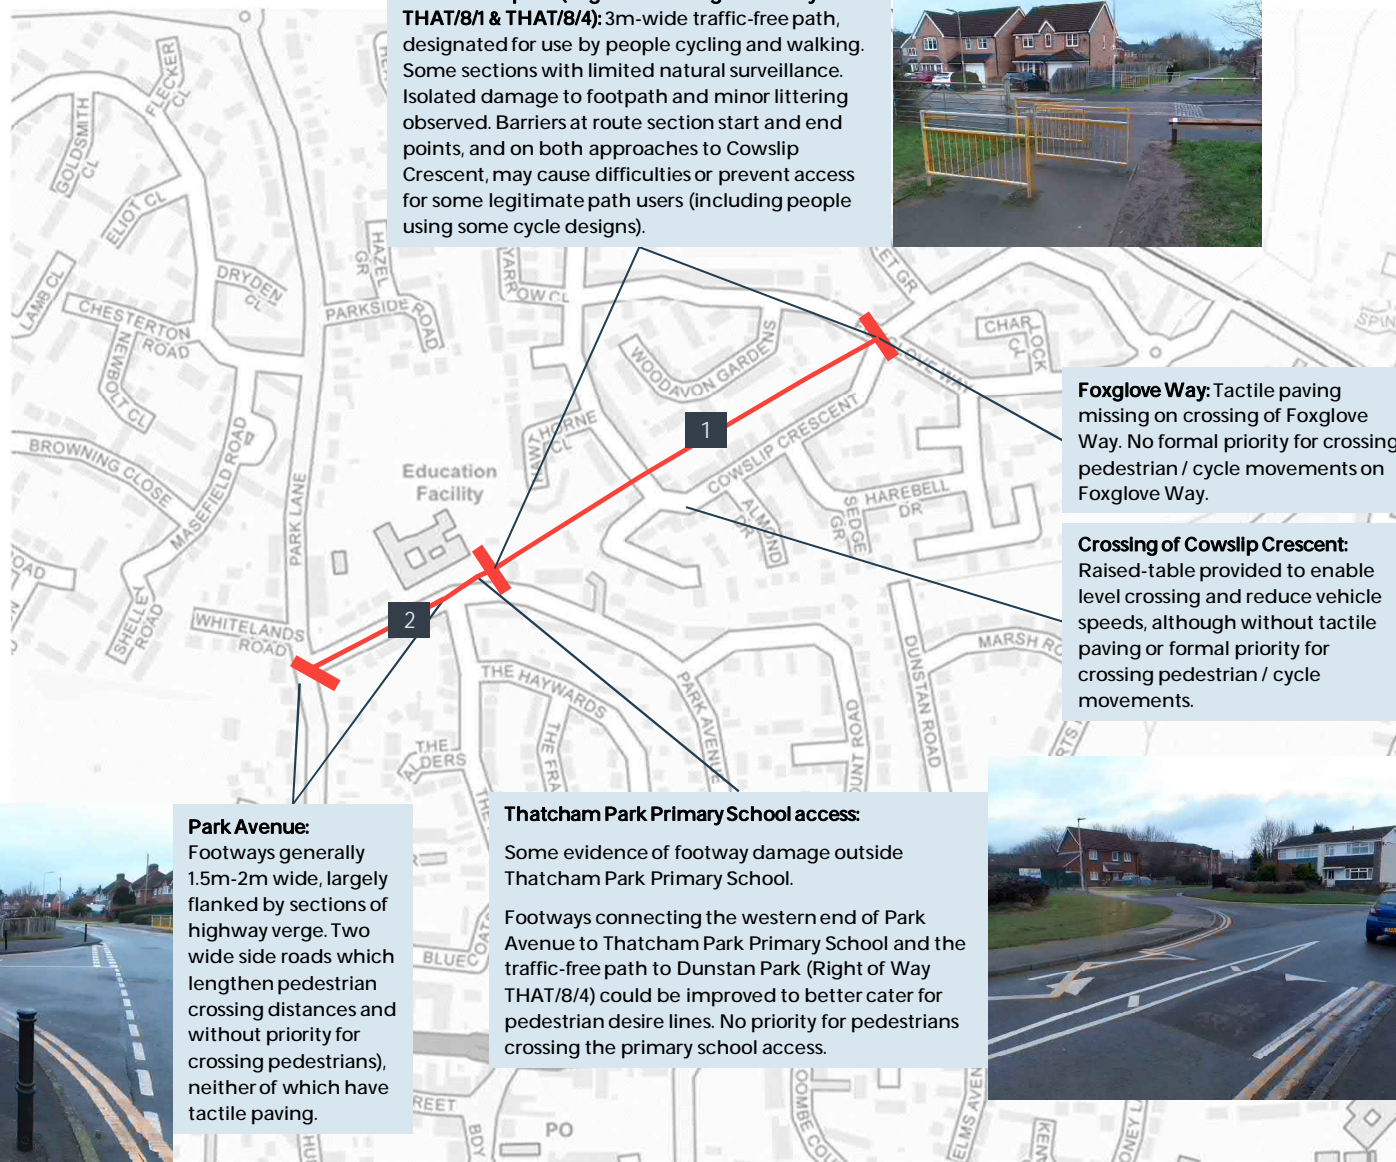 THAT/8/1 & THAT/8/4): 3m-wide traffic-free path,
designated for use by people cycling and walking.
Some sections with limited natural surveillance.
Isolated damage to footpath and minor littering
observed. Barriers at route section start and end
points, and on both approaches to Cowslip
Crescent, may cause difficulties or prevent access
for some legitimate path users (including people
using some cycle designs).
FLECKER
CL
GOLDSMITH
CL
ELIOT CL
DRYDEN
CL
LAMB CL
CHESTERTON
ROAD
NEWBOLT CL
BROWNING CLOSE
MASEFIELD ROAD
SHELLEY
ROAD
PARK LANE
PARKSIDE ROAD
HAZEL
GR
YARROW CL
WOODAVON GARDENS
CHAR
LOCK
CL
1
COWSLIP CRESCENT
Education
Facility
ALMOND
DR
SEDGE
GR
HAREBELL
DR
WHITELANDS
ROAD
2
THE HAYWARDS
THE
ALDERS
PARK AVENUE
DUNSTAN ROAD
Foxglove Way: Tactile paving
missing on crossing of Foxglove
Way. No formal priority for crossing
pedestrian / cycle movements on
Foxglove Way.
Crossing of Cowslip Crescent:
Raised-table provided to enable
level crossing and reduce vehicle
speeds, although without tactile
paving or formal priority for
crossing pedestrian / cycle
movements.
Park Avenue:
Footways generally
1.5m-2m wide, largely
flanked by sections of
highway verge. Two
wide side roads which
lengthen pedestrian
crossing distances and
without priority for
crossing pedestrians),
neither of which have
tactile paving.
Thatcham Park Primary School access:
Some evidence of footway damage outside
Thatcham Park Primary School.
Footways connecting the western end of Park
Avenue to Thatcham Park Primary School and the
traffic-free path to Dunstan Park (Right of Way
THAT/8/4) could be improved to better cater for
pedestrian desire lines. No priority for pedestrians
crossing the primary school access.
PO